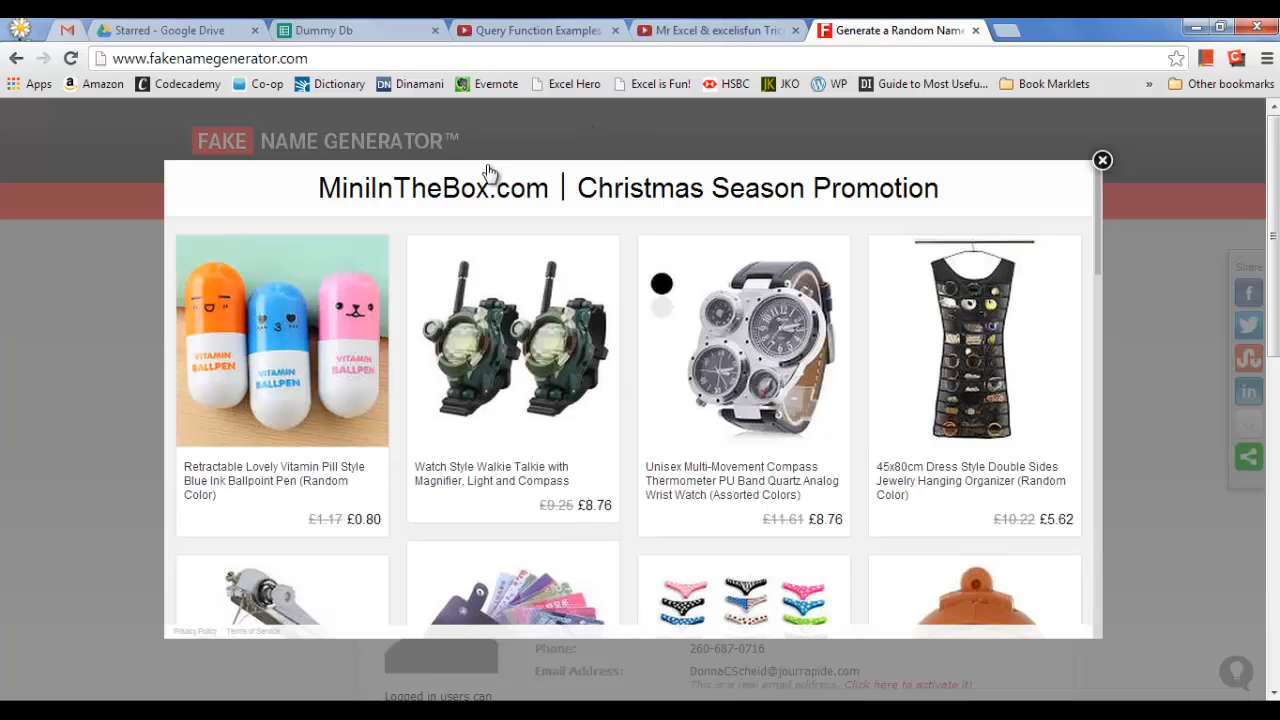 Starred - Google Drive
Dummy Db
Query Function Examples
Mr Excel & excelisfun Tric
Generate a Random Nam
www.fakenamegenerator.com
Apps
Amazon
Codecademy
Co-op
Dictionary
Dinamani
Evernote
Excel Hero
Excel is Fun!
HSBC
JKO
WP
Guide to Most Usefu...
Book Marklets
»
Other bookmarks
FAKE NAME GENERATOR™
MiniInTheBox.com | Christmas Season Promotion
Share
VITAMIN
BALLPEN
VITAMIN
BALLPEN
VITAMIN
BALLPEN
Retractable Lovely Vitamin Pill Style
Blue Ink Ballpoint Pen (Random
Color)
£1.17 £0.80
Watch Style Walkie Talkie with
Magnifier, Light and Compass
£9.25 £8.76
Unisex Multi-Movement Compass
Thermometer PU Band Quartz Analog
Wrist Watch (Assorted Colors)
£11.61 £8.76
45x80cm Dress Style Double Sides
Jewelry Hanging Organizer (Random
Color)
£10.22 £5.62
Privacy Policy Terms of Service
Phone: 260-687-0716
Email Address: DonnaCScheid@jourrapide.com
This is a real email address. Click here to activate it!
Logged in users can